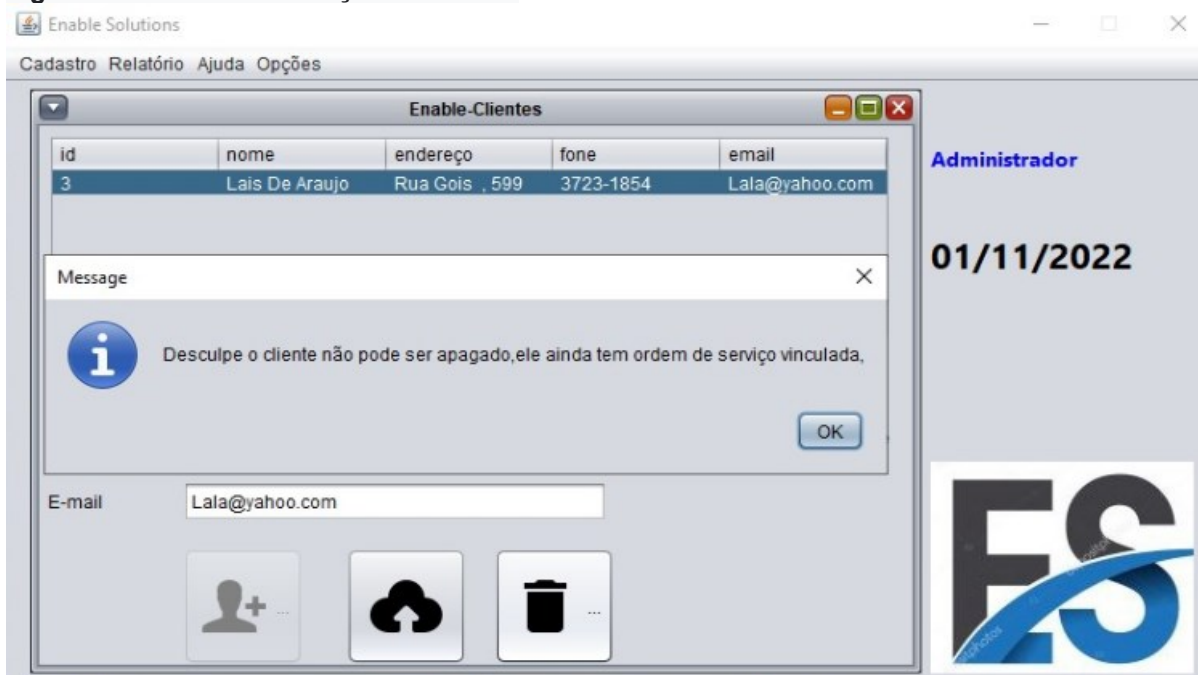 Enable Solutions
Cadastro Relatório Ajuda Opções
Enable-Clientes
id nome endereço fone email
3 Lais De Araujo Rua Gois , 599 3723-1854 Lala@yahoo.com
Administrador
01/11/2022
Message
Desculpe o cliente não pode ser apagado,ele ainda tem ordem de serviço vinculada,
OK
E-mail Lala@yahoo.com
... ...
ES